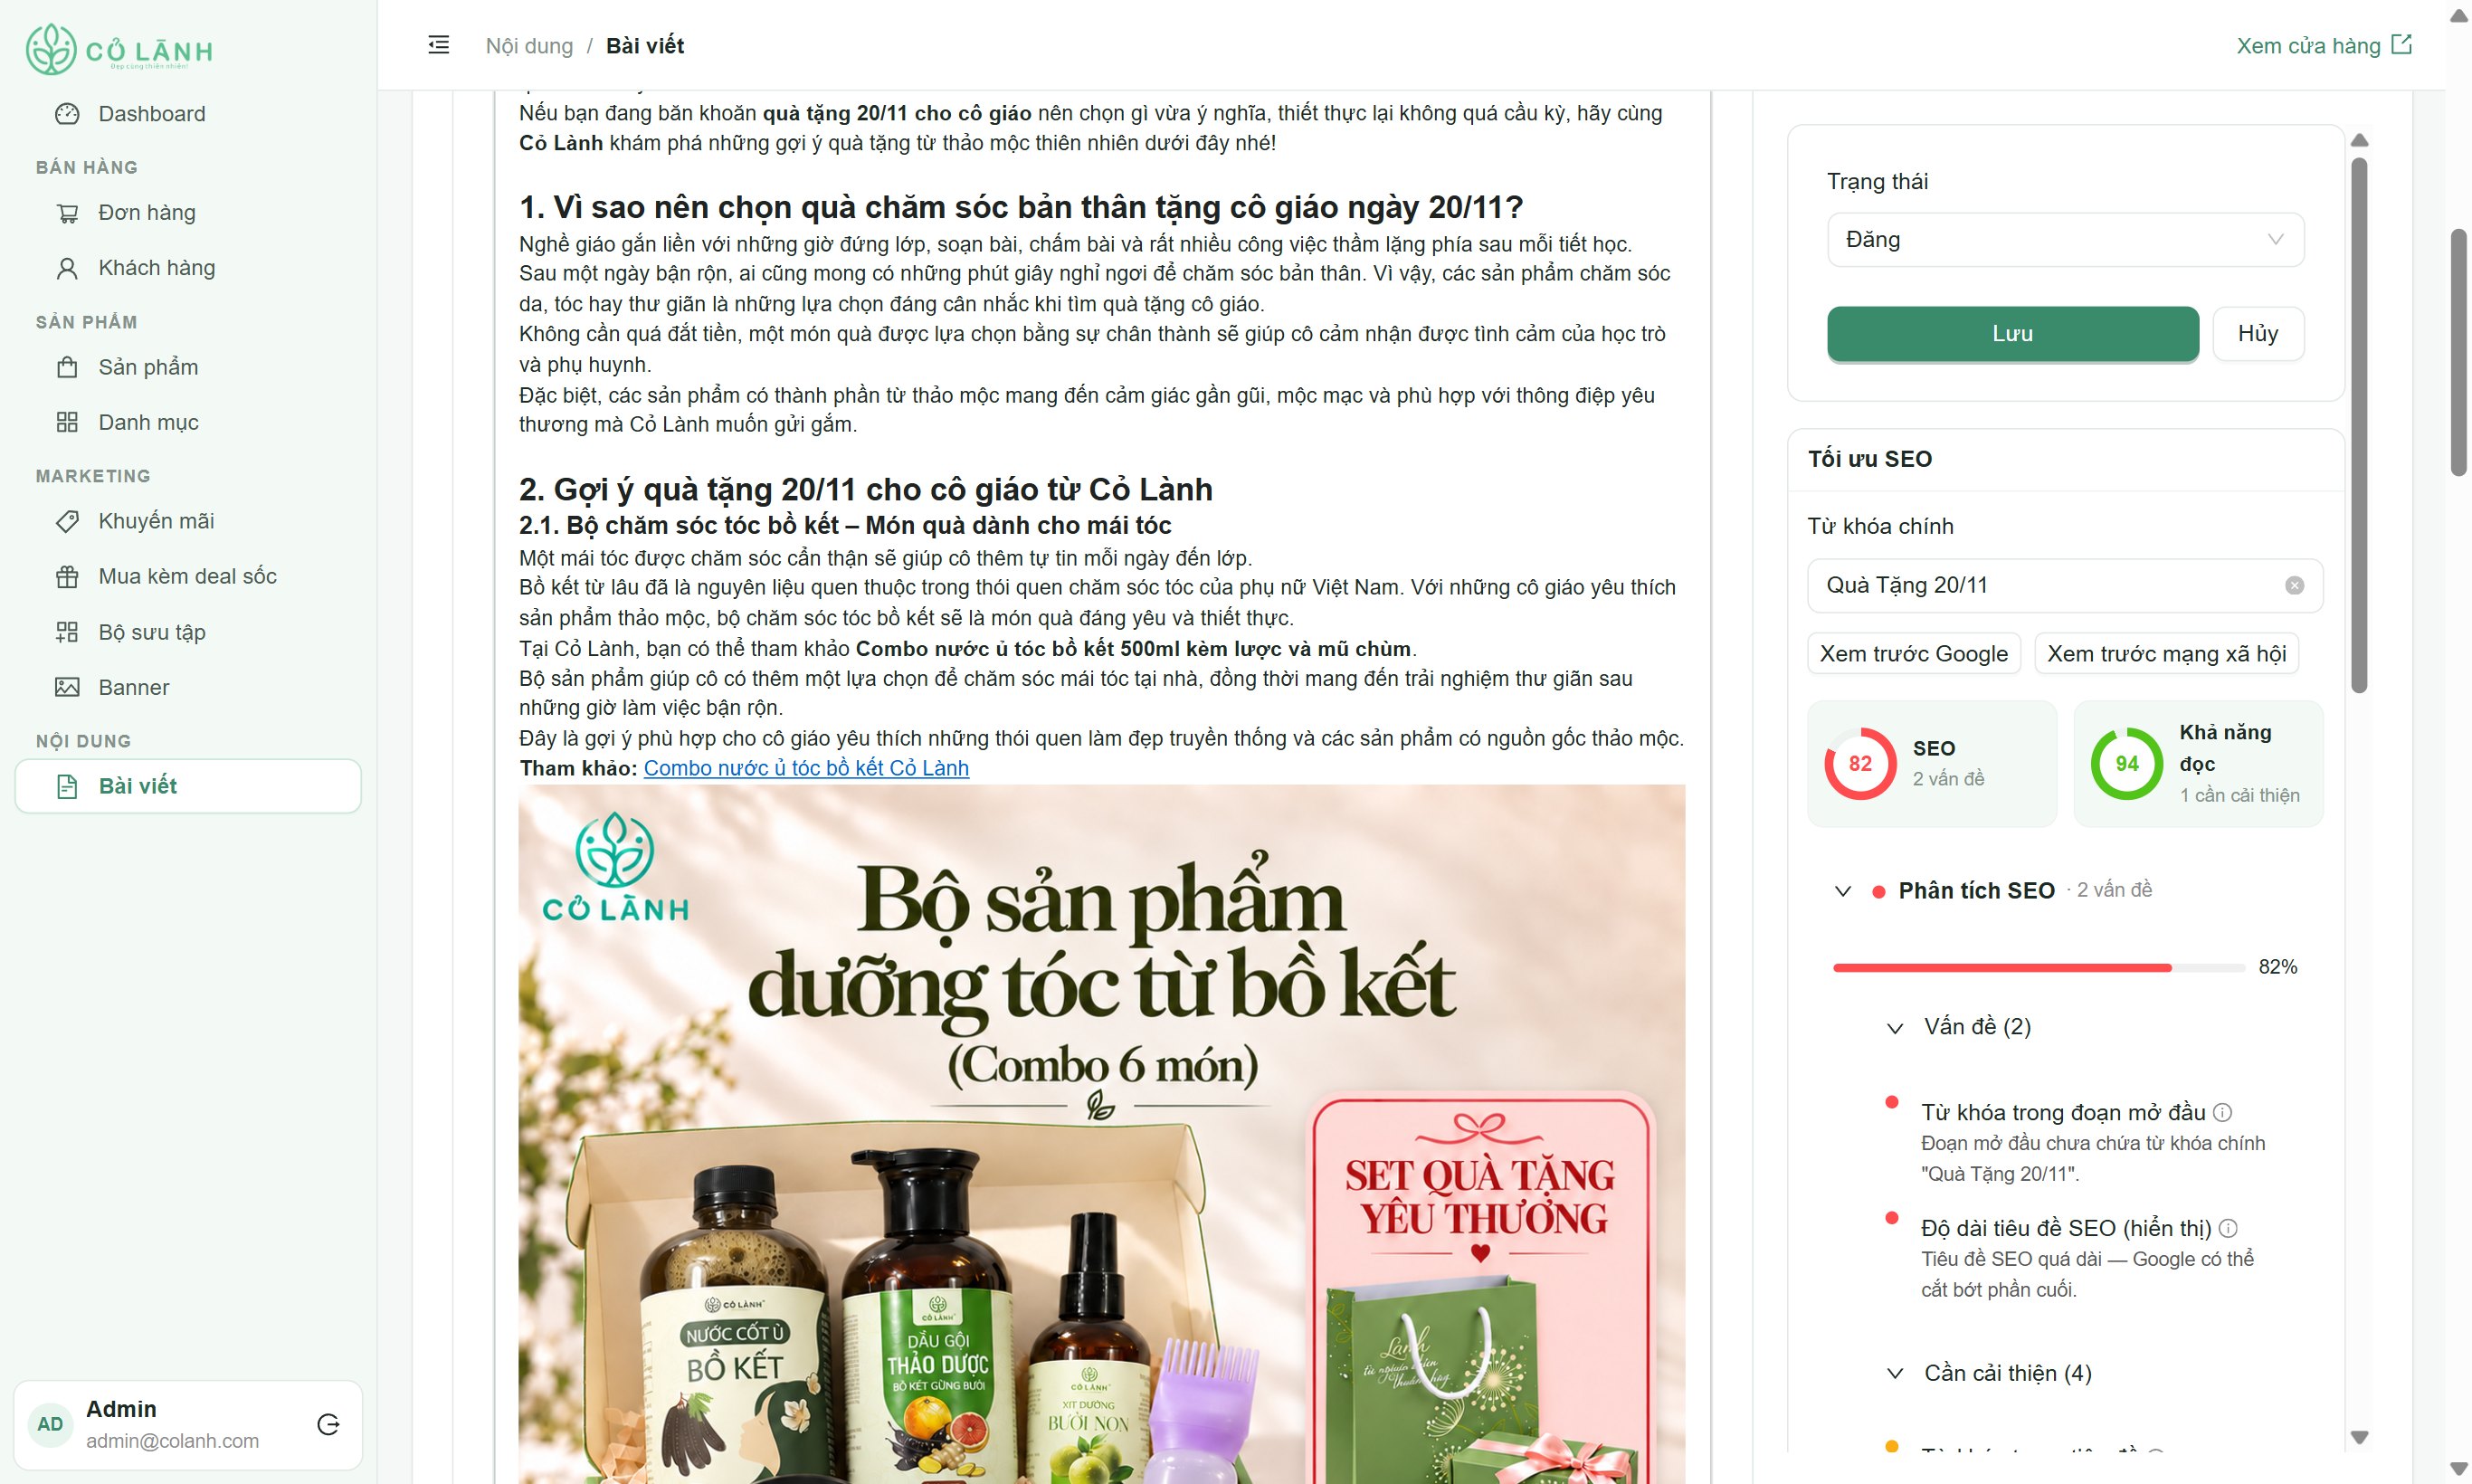 CỎ LÀNH
Đẹp cùng thiên nhiên!
Dashboard
BÁN HÀNG
Đơn hàng
Khách hàng
SẢN PHẨM
Sản phẩm
Danh mục
MARKETING
Khuyến mãi
Mua kèm deal sốc
Bộ sưu tập
Banner
NỘI DUNG
Bài viết
AD
Admin
admin@colanh.com
Nội dung / Bài viết
Xem cửa hàng
Nếu bạn đang băn khoăn quà tặng 20/11 cho cô giáo nên chọn gì vừa ý nghĩa, thiết thực lại không quá cầu kỳ, hãy cùng
Cỏ Lành khám phá những gợi ý quà tặng từ thảo mộc thiên nhiên dưới đây nhé!
1. Vì sao nên chọn quà chăm sóc bản thân tặng cô giáo ngày 20/11?
Nghề giáo gắn liền với những giờ đứng lớp, soạn bài, chấm bài và rất nhiều công việc thầm lặng phía sau mỗi tiết học.
Sau một ngày bận rộn, ai cũng mong có những phút giây nghỉ ngơi để chăm sóc bản thân. Vì vậy, các sản phẩm chăm sóc
da, tóc hay thư giãn là những lựa chọn đáng cân nhắc khi tìm quà tặng cô giáo.
Không cần quá đắt tiền, một món quà được lựa chọn bằng sự chân thành sẽ giúp cô cảm nhận được tình cảm của học trò
và phụ huynh.
Đặc biệt, các sản phẩm có thành phần từ thảo mộc mang đến cảm giác gần gũi, mộc mạc và phù hợp với thông điệp yêu
thương mà Cỏ Lành muốn gửi gắm.
2. Gợi ý quà tặng 20/11 cho cô giáo từ Cỏ Lành
2.1. Bộ chăm sóc tóc bồ kết – Món quà dành cho mái tóc
Một mái tóc được chăm sóc cẩn thận sẽ giúp cô thêm tự tin mỗi ngày đến lớp.
Bồ kết từ lâu đã là nguyên liệu quen thuộc trong thói quen chăm sóc tóc của phụ nữ Việt Nam. Với những cô giáo yêu thích
sản phẩm thảo mộc, bộ chăm sóc tóc bồ kết sẽ là món quà đáng yêu và thiết thực.
Tại Cỏ Lành, bạn có thể tham khảo Combo nước ủ tóc bồ kết 500ml kèm lược và mũ chùm.
Bộ sản phẩm giúp cô có thêm một lựa chọn để chăm sóc mái tóc tại nhà, đồng thời mang đến trải nghiệm thư giãn sau
những giờ làm việc bận rộn.
Đây là gợi ý phù hợp cho cô giáo yêu thích những thói quen làm đẹp truyền thống và các sản phẩm có nguồn gốc thảo mộc.
Tham khảo: Combo nước ủ tóc bồ kết Cỏ Lành
CỎ LÀNH
Bộ sản phẩm
dưỡng tóc từ bồ kết
(Combo 6 món)
SET QUÀ TẶNG
YÊU THƯƠNG
CỎ LÀNH
NƯỚC CỐT Ủ
BỒ KẾT
CỎ LÀNH
DẦU GỘI
THẢO DƯỢC
BỒ KẾT GỪNG BƯỞI
CỎ LÀNH
XỊT DƯỠNG
BƯỞI NON
Lành
Trạng thái
Đăng
Lưu
Hủy
Tối ưu SEO
Từ khóa chính
Quà Tặng 20/11
Xem trước Google
Xem trước mạng xã hội
82
SEO
2 vấn đề
94
Khả năng
đọc
1 cần cải thiện
Phân tích SEO · 2 vấn đề
82%
Vấn đề (2)
Từ khóa trong đoạn mở đầu
Đoạn mở đầu chưa chứa từ khóa chính
"Quà Tặng 20/11".
Độ dài tiêu đề SEO (hiển thị)
Tiêu đề SEO quá dài — Google có thể
cắt bớt phần cuối.
Cần cải thiện (4)